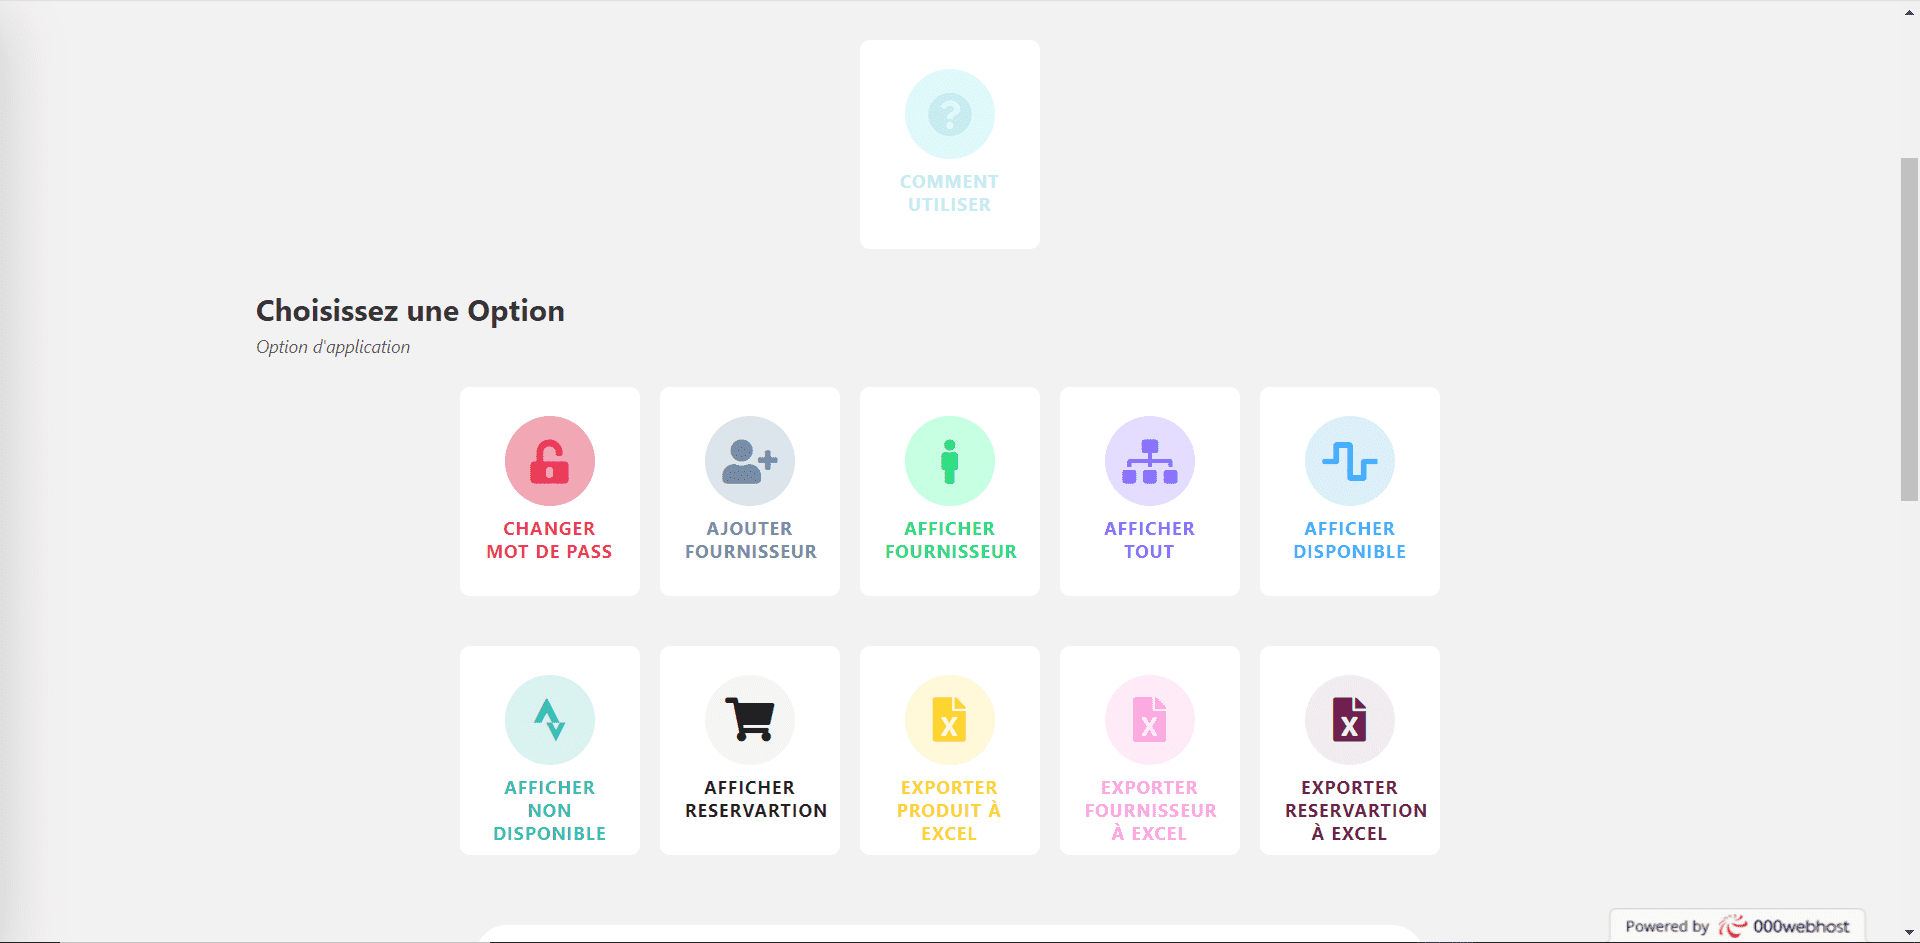 COMMENT
UTILISER
Choisissez une Option
Option d'application
CHANGER
MOT DE PASS
AJOUTER
FOURNISSEUR
AFFICHER
FOURNISSEUR
AFFICHER
TOUT
AFFICHER
DISPONIBLE
AFFICHER
NON
DISPONIBLE
AFFICHER
RESERVARTION
EXPORTER
PRODUIT À
EXCEL
EXPORTER
FOURNISSEUR
À EXCEL
EXPORTER
RESERVARTION
À EXCEL
Powered by 000webhost